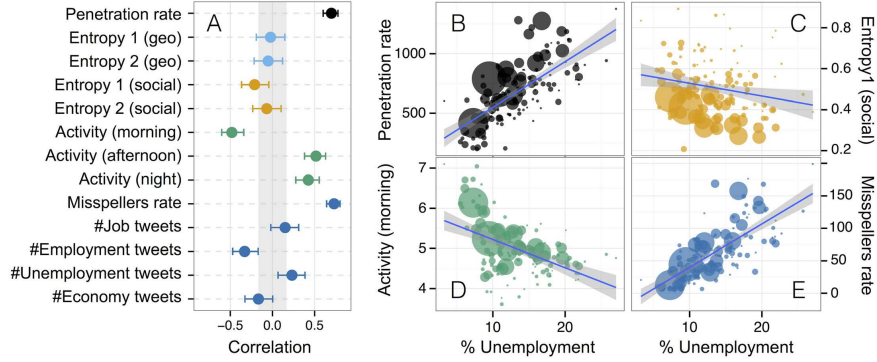 Penetration rate
Entropy 1 (geo)
Entropy 2 (geo)
Entropy 1 (social)
Entropy 2 (social)
Activity (morning)
Activity (afternoon)
Activity (night)
Misspellers rate
#Job tweets
#Employment tweets
#Unemployment tweets
#Economy tweets
A
−0.5 0.0 0.5
Correlation
B
Penetration rate
1000
500
C
Entropy1 (social)
0.8
0.6
0.4
0.2
D
Activity (morning)
7
6
5
4
10 20
% Unemployment
E
Misspellers rate
150
100
50
0
10 20
% Unemployment